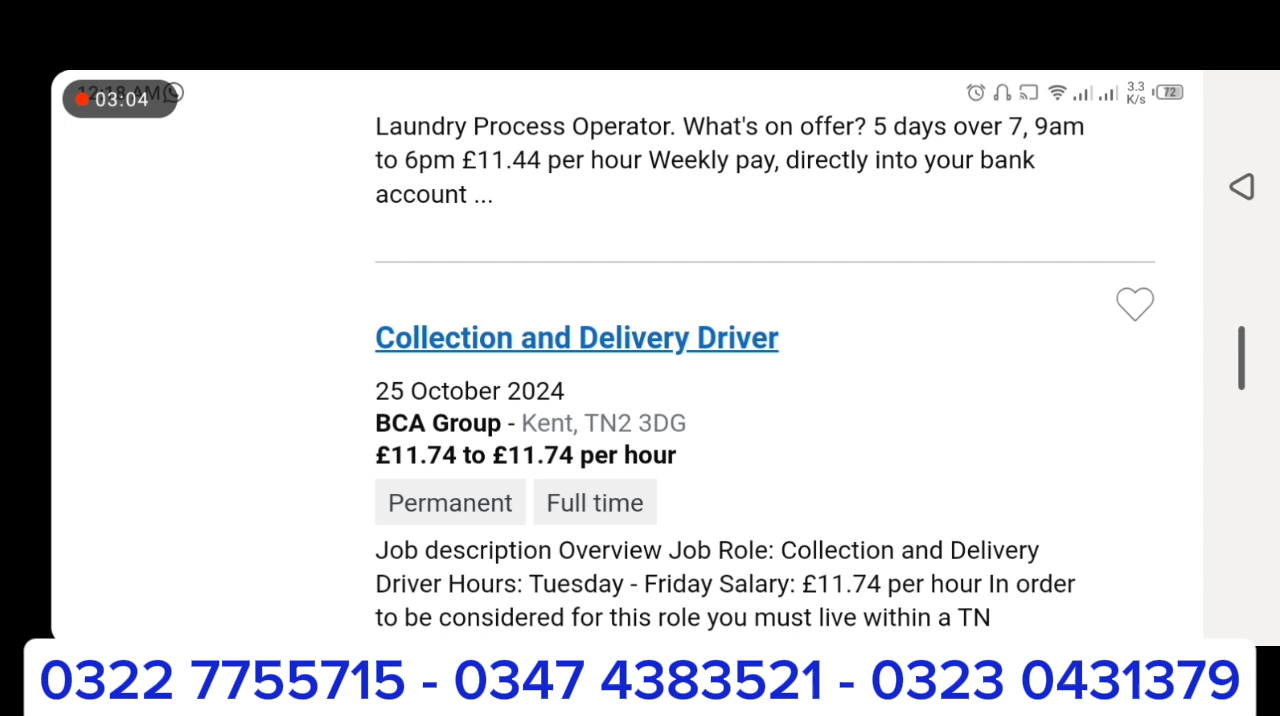 12:18 AM
03:04
3.3
K/s
72
Laundry Process Operator. What's on offer? 5 days over 7, 9am
to 6pm £11.44 per hour Weekly pay, directly into your bank
account ...
Collection and Delivery Driver
25 October 2024
BCA Group - Kent, TN2 3DG
£11.74 to £11.74 per hour
Permanent Full time
Job description Overview Job Role: Collection and Delivery
Driver Hours: Tuesday - Friday Salary: £11.74 per hour In order
to be considered for this role you must live within a TN
0322 7755715 - 0347 4383521 - 0323 0431379